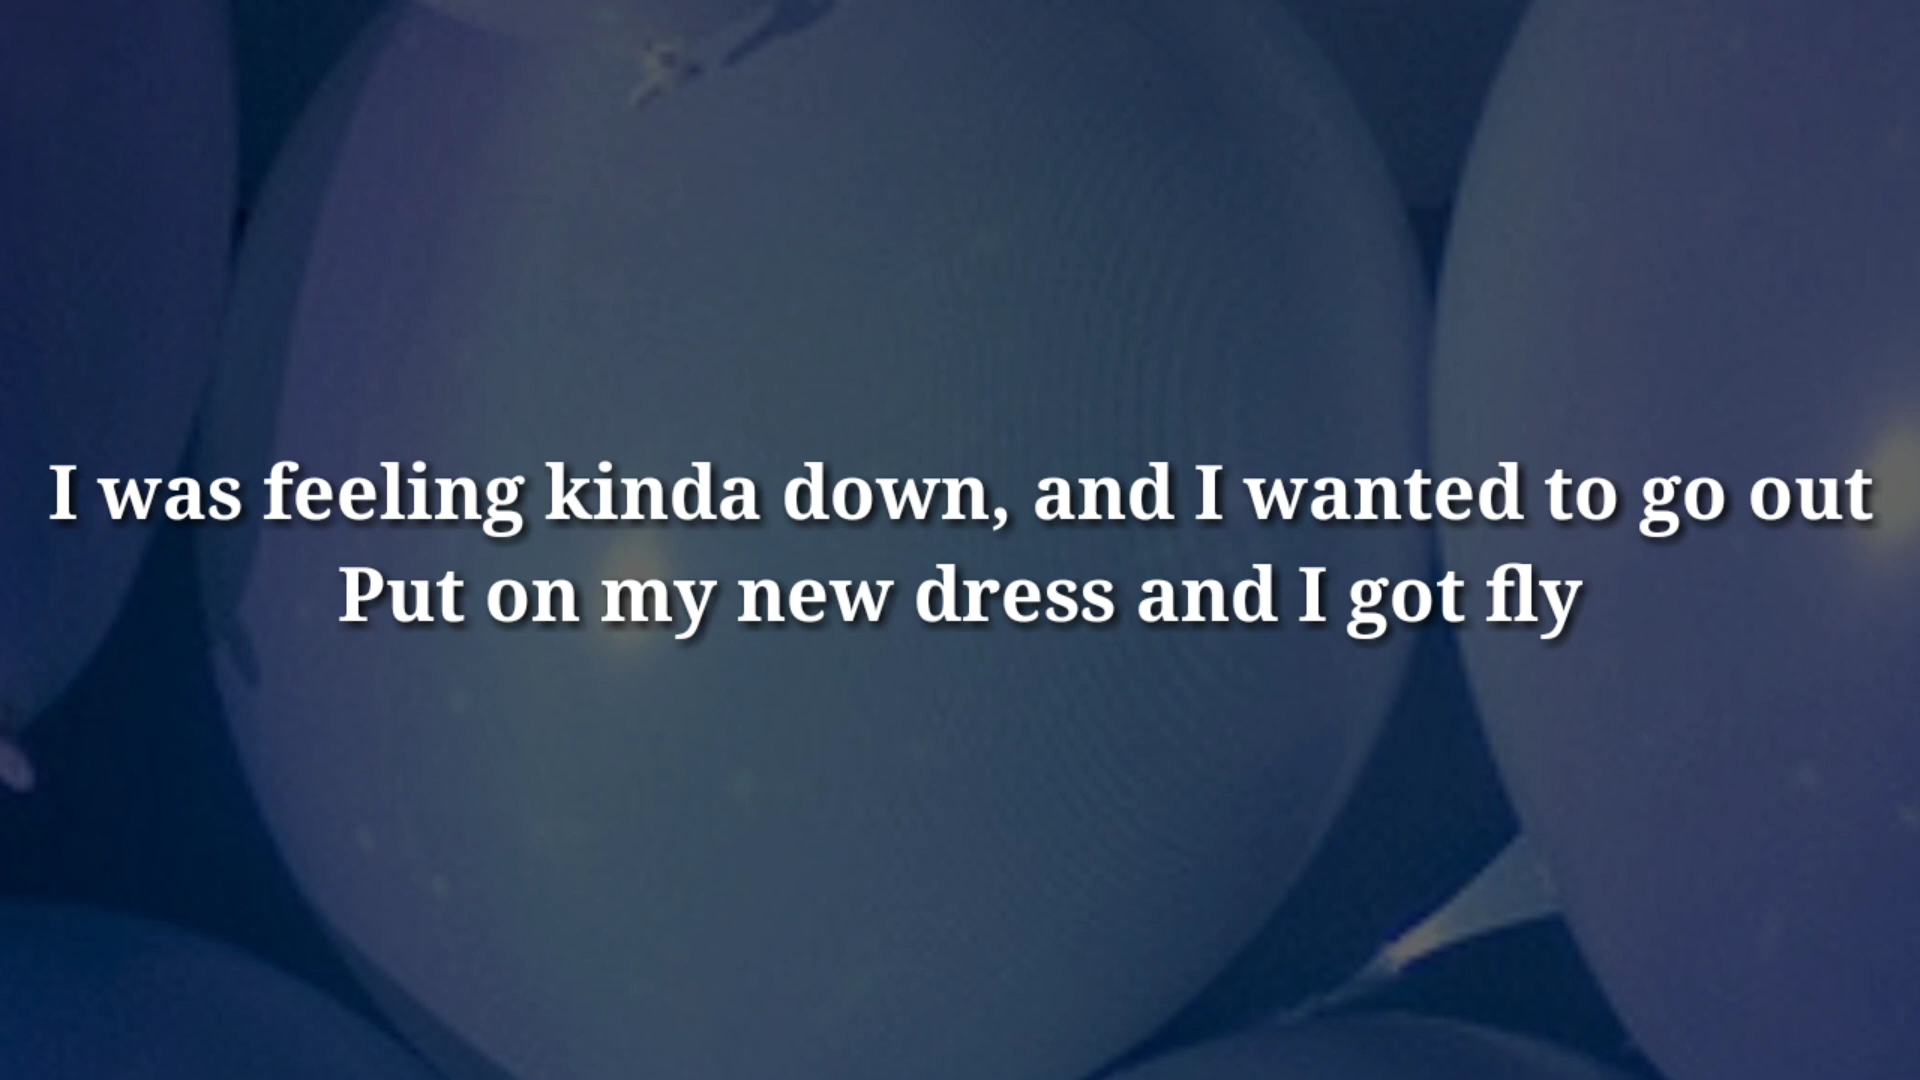 I was feeling kinda down, and I wanted to go out
Put on my new dress and I got fly